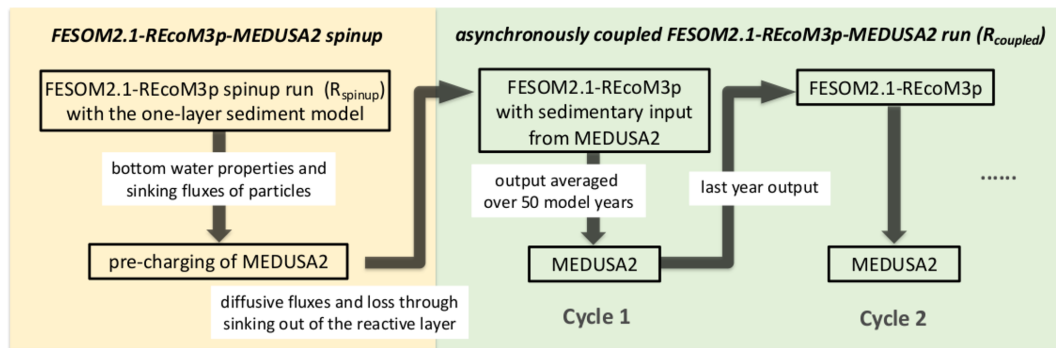 FESOM2.1-REcoM3p-MEDUSA2 spinup
FESOM2.1-REcoM3p spinup run (Rspinup)
with the one-layer sediment model
bottom water properties and
sinking fluxes of particles
pre-charging of MEDUSA2
diffusive fluxes and loss through
sinking out of the reactive layer
asynchronously coupled FESOM2.1-REcoM3p-MEDUSA2 run (Rcoupled)
FESOM2.1-REcoM3p
with sedimentary input
from MEDUSA2
output averaged
over 50 model years
MEDUSA2
Cycle 1
last year output
FESOM2.1-REcoM3p
MEDUSA2
Cycle 2
......